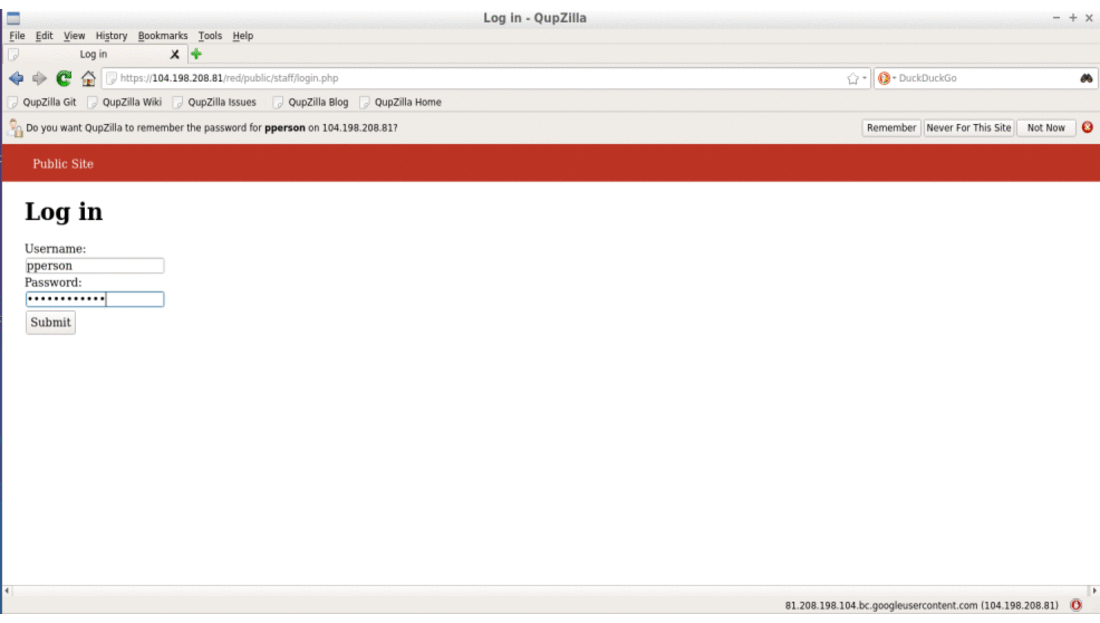 Log in - QupZilla
File Edit View History Bookmarks Tools Help
Log in
https://104.198.208.81/red/public/staff/login.php DuckDuckGo
QupZilla Git QupZilla Wiki QupZilla Issues QupZilla Blog QupZilla Home
Do you want QupZilla to remember the password for pperson on 104.198.208.81? Remember Never For This Site Not Now
Public Site
Log in
Username:
pperson
Password:
••••••••••••
Submit
81.208.198.104.bc.googleusercontent.com (104.198.208.81)